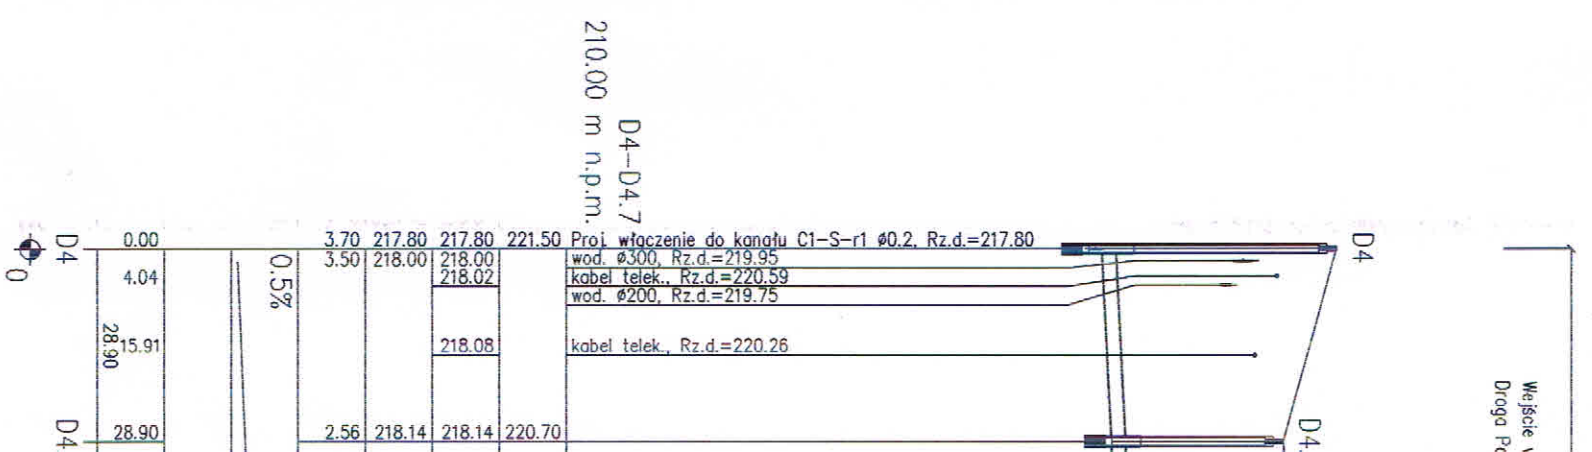 210.00 m n.p.m.
D4-D4.7
D4
0.00
3.70 217.80 217.80 221.50 Proj. włączenie do kanału C1-S-r1 ø0.2, Rz.d.=217.80
D4
3.50 218.00 218.00 wod. ø300, Rz.d.=219.95
4.04 218.02 kabel telek., Rz.d.=220.59
0
0.5%
wod. ø200, Rz.d.=219.75
28.90
15.91 218.08 kabel telek., Rz.d.=220.26
Wejście
Droga
D4.
28.90 2.56 218.14 218.14 220.70
D4.